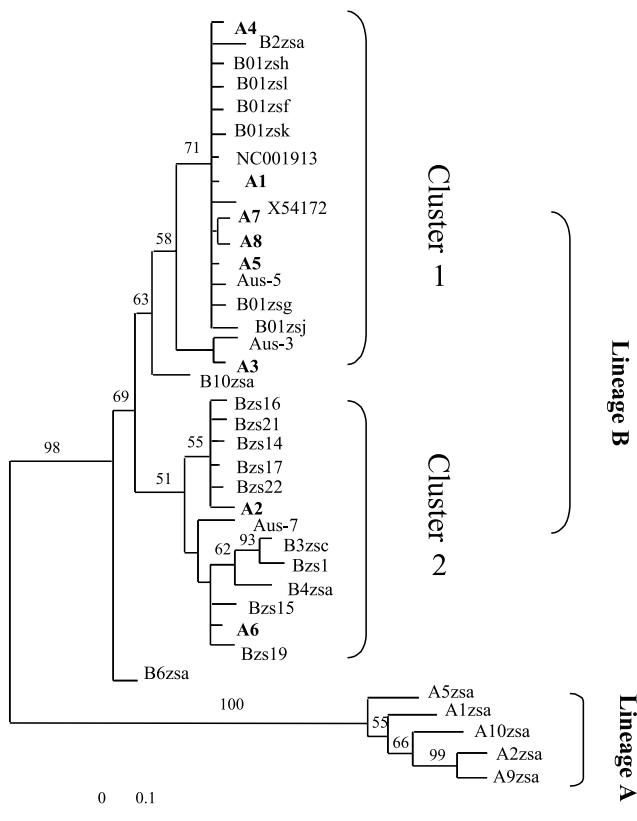 A4
B2zsa
B01zsh
B01zsl
B01zsf
B01zsk
71
NC001913
A1
X54172
A7
A8
58
A5
Aus-5
63
B01zsg
B01zsj
Aus-3
A3
B10zsa
Cluster 1
69
Bzs16
Bzs21
55
Bzs14
98
Bzs17
51
Bzs22
A2
Aus-7
93
B3zsc
62
Bzs1
B4zsa
Bzs15
A6
Bzs19
Cluster 2
Lineage B
B6zsa
100
A5zsa
A1zsa
55
A10zsa
66
99
A2zsa
A9zsa
Lineage A
0 0.1